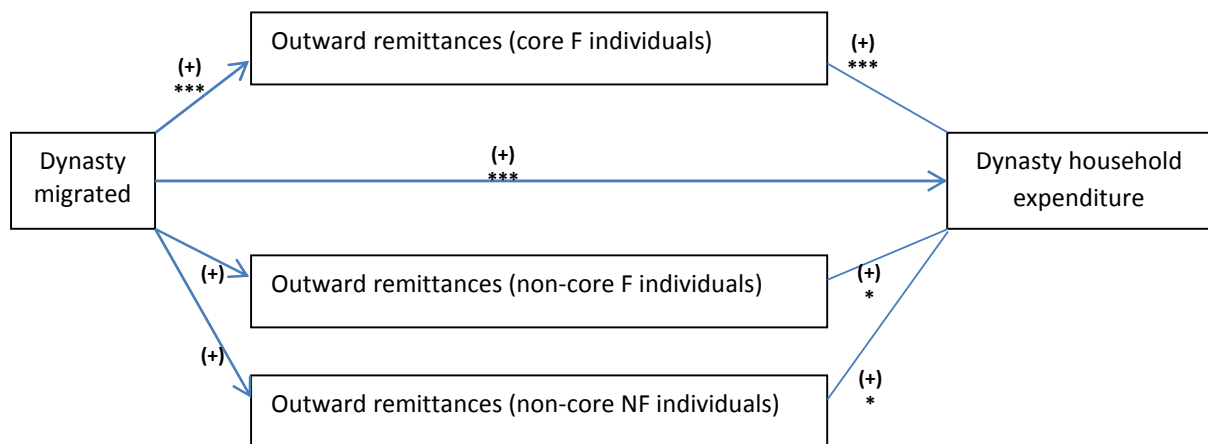 Outward remittances (core F individuals)
(+)
***
(+)
***
Dynasty
migrated
(+)
***
Dynasty household
expenditure
Outward remittances (non-core F individuals)
(+)
(+)
*
Outward remittances (non-core NF individuals)
(+)
(+)
*